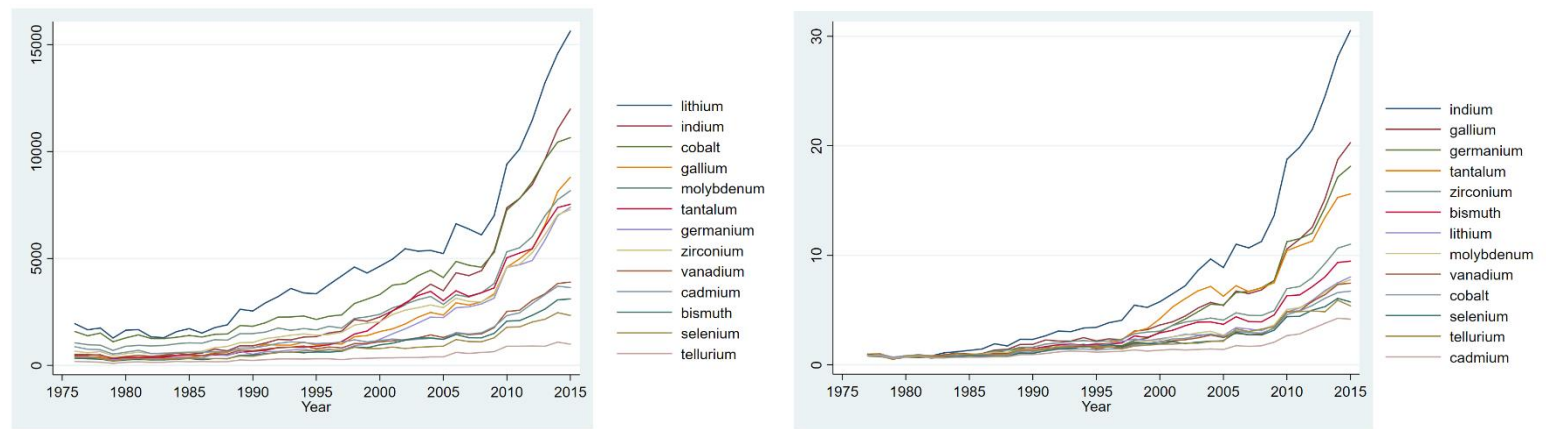 15000
10000
5000
0
1975 1980 1985 1990 1995 2000 2005 2010 2015
Year
lithium
indium
cobalt
gallium
molybdenum
tantalum
germanium
zirconium
vanadium
cadmium
bismuth
selenium
tellurium
30
20
10
0
1975 1980 1985 1990 1995 2000 2005 2010 2015
Year
indium
gallium
germanium
tantalum
zirconium
bismuth
lithium
molybdenum
vanadium
cobalt
selenium
tellurium
cadmium